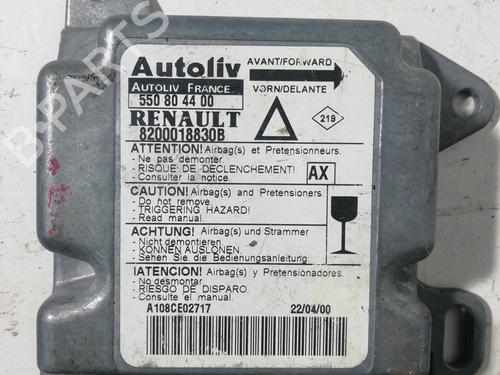 Autoliv
AVANT/FORWARD
AUTOLIV FRANCE
VORN/DELANTE
550 80 44 00
RENAULT
219
8200018830B
ATTENTION! Airbag(s) et Pretensionneurs.
- Ne pas demonter.
- RISQUE DE DECLENCHEMENT!
- Consulter la notice.
AX
CAUTION! Airbag(s) and Pretensioners.
- Do not remove.
- TRIGGERING HAZARD!
- Read manual.
ACHTUNG! Airbag(s) und Strammer
- Nicht demontieren.
- KONNEN AUSLONSEN.
- Sehen Sie die Bedienungsanleitung.
IATENCION! Airbag(s) y Pretensionadores.
- No desmontar
- RIESGO DE DISPARO.
- Consulte el manual.
A108CE02717
22/04/00